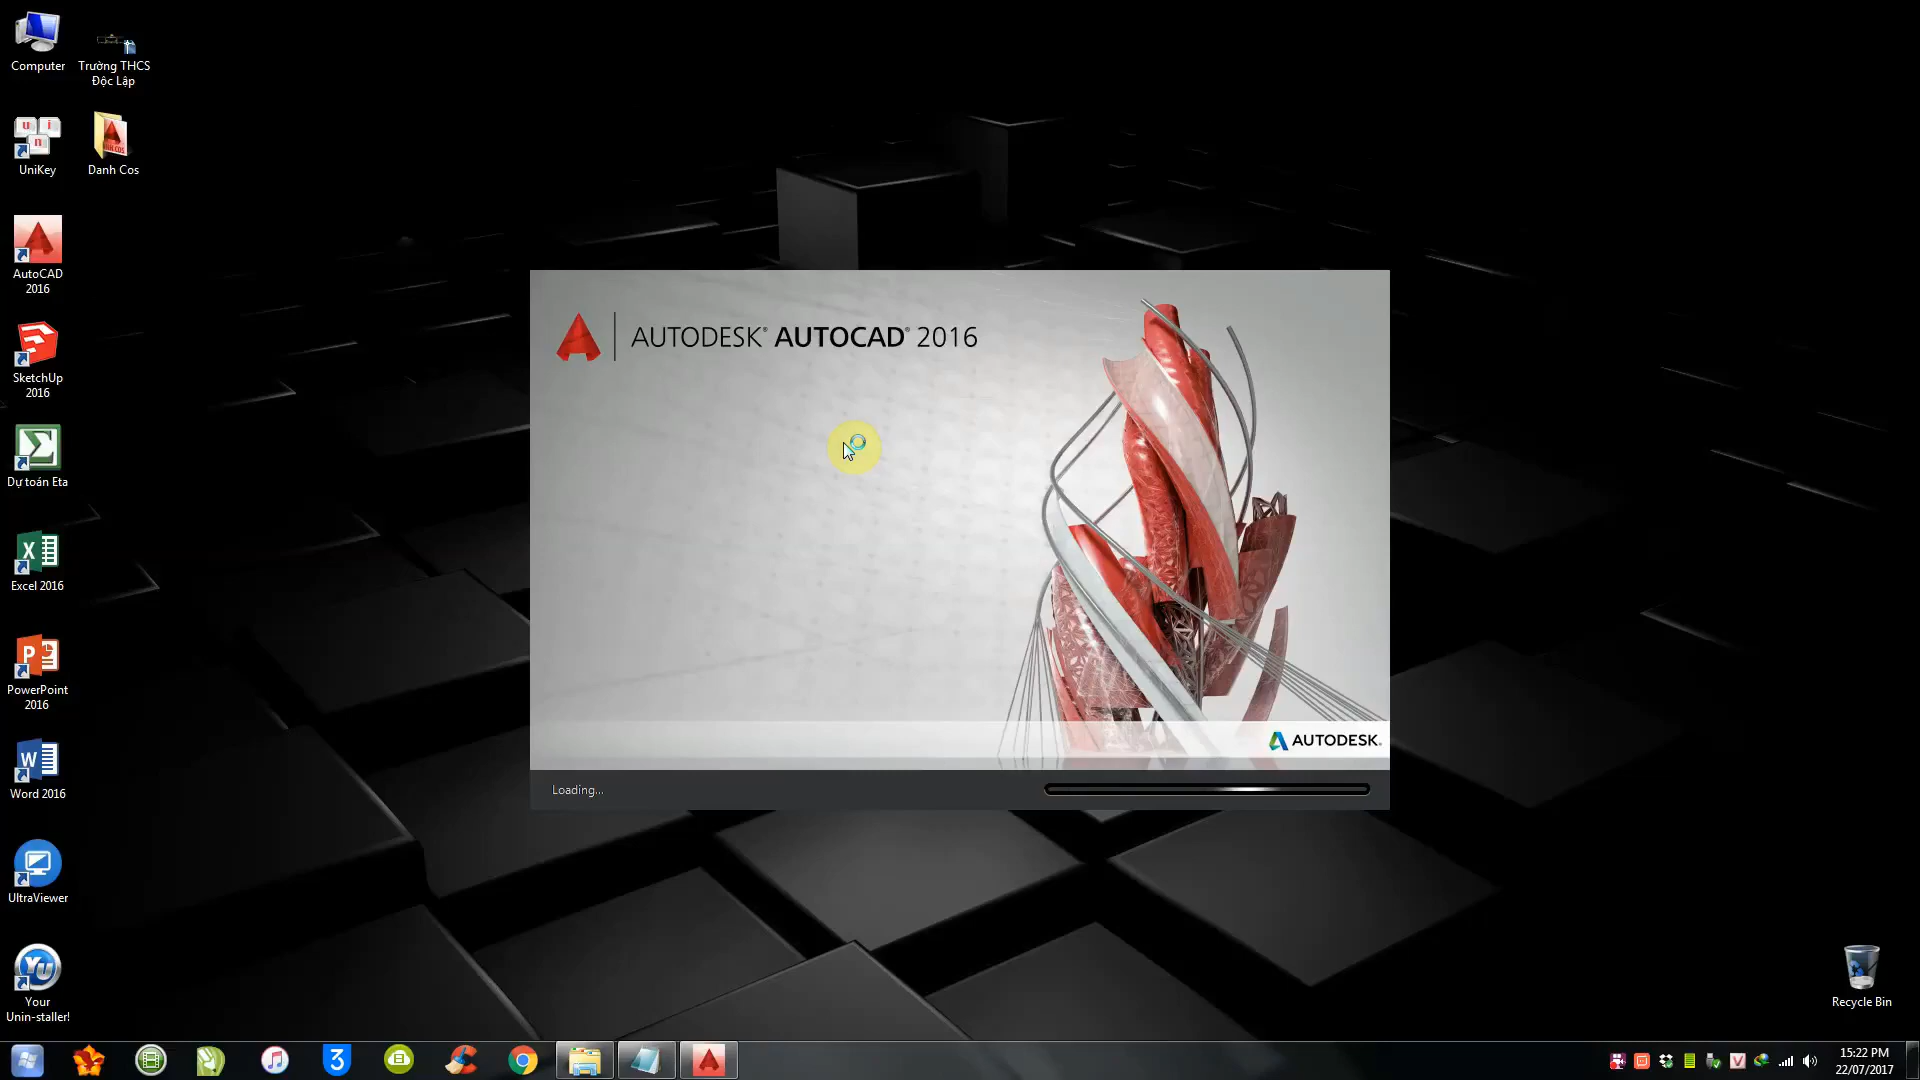 Computer
Trường THCS
Độc Lập
UniKey
Danh Cos
AutoCAD
2016
SketchUp
2016
Dự toán Eta
Excel 2016
PowerPoint
2016
Word 2016
UltraViewer
Your
Unin-staller!
AUTODESK® AUTOCAD® 2016
AUTODESK®
Loading...
Recycle Bin
15:22 PM
22/07/2017